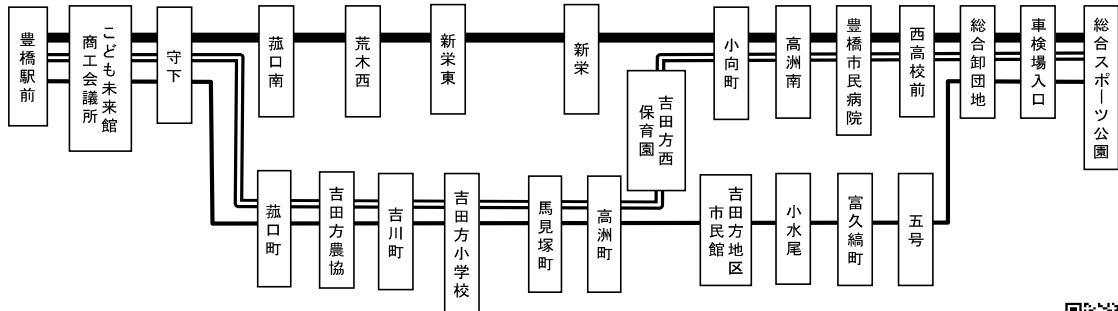 豊橋駅前
こども未来館
商工会議所
守下
菰口南
荒木西
新栄東
新栄
吉田方西
保育園
小向町
高洲南
豊橋市民病院
西高校前
総合卸団地
車検場入口
総合スポーツ公園
菰口町
吉田方農協
吉川町
吉田方小学校
馬見塚町
高洲町
吉田方地区
市民館
小水尾
富久縞町
五号